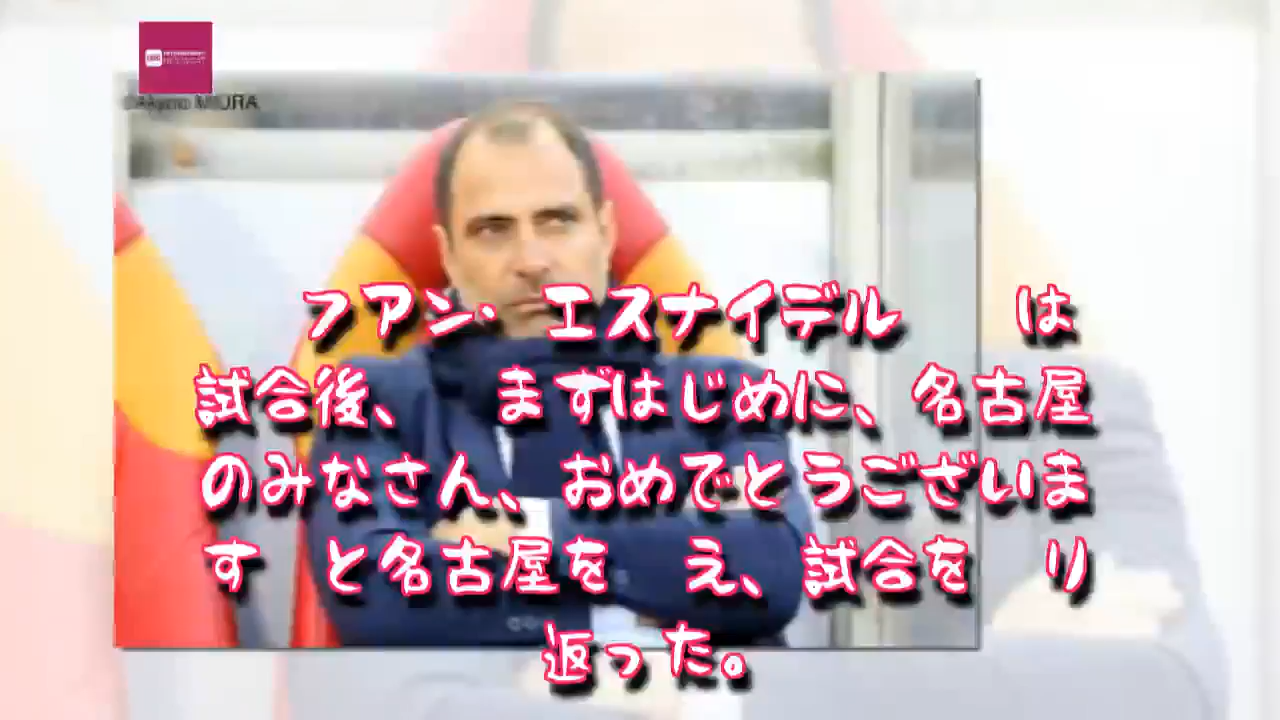 MIURA
フアン・エスナイデル は
試合後、 まずはじめに、名古屋
のみなさん、おめでとうございま
す と名古屋を え、試合を り
返った。